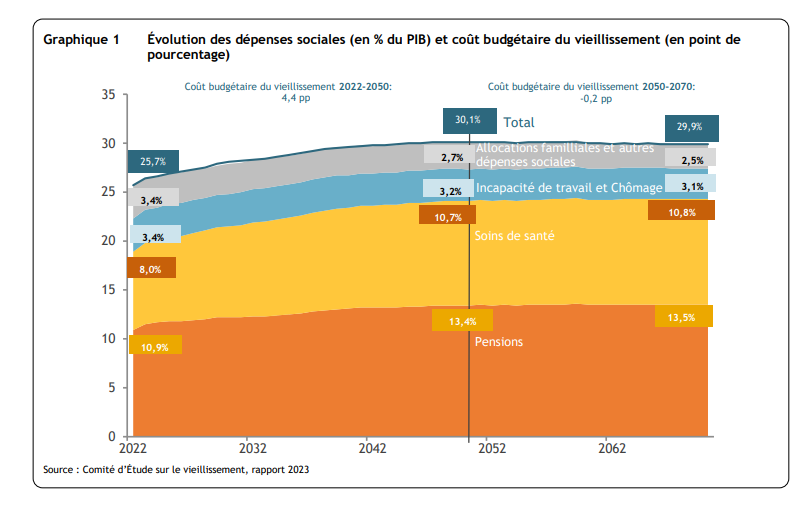 Graphique 1 Évolution des dépenses sociales (en % du PIB) et coût budgétaire du vieillissement (en point de
pourcentage)
Coût budgétaire du vieillissement 2022-2050:
4,4 pp
Coût budgétaire du vieillissement 2050-2070:
-0,2 pp
35
30
25
20
15
10
5
0
25,7%
30,1%
Total
29,9%
3,4%
2,7%
Allocations familliales et autres
dépenses sociales
2,5%
3,4%
3,2%
Incapacité de travail et Chômage
3,1%
8,0%
10,7%
Soins de santé
10,8%
10,9%
13,4%
Pensions
13,5%
2022
2032
2042
2052
2062
Source : Comité d'Étude sur le vieillissement, rapport 2023